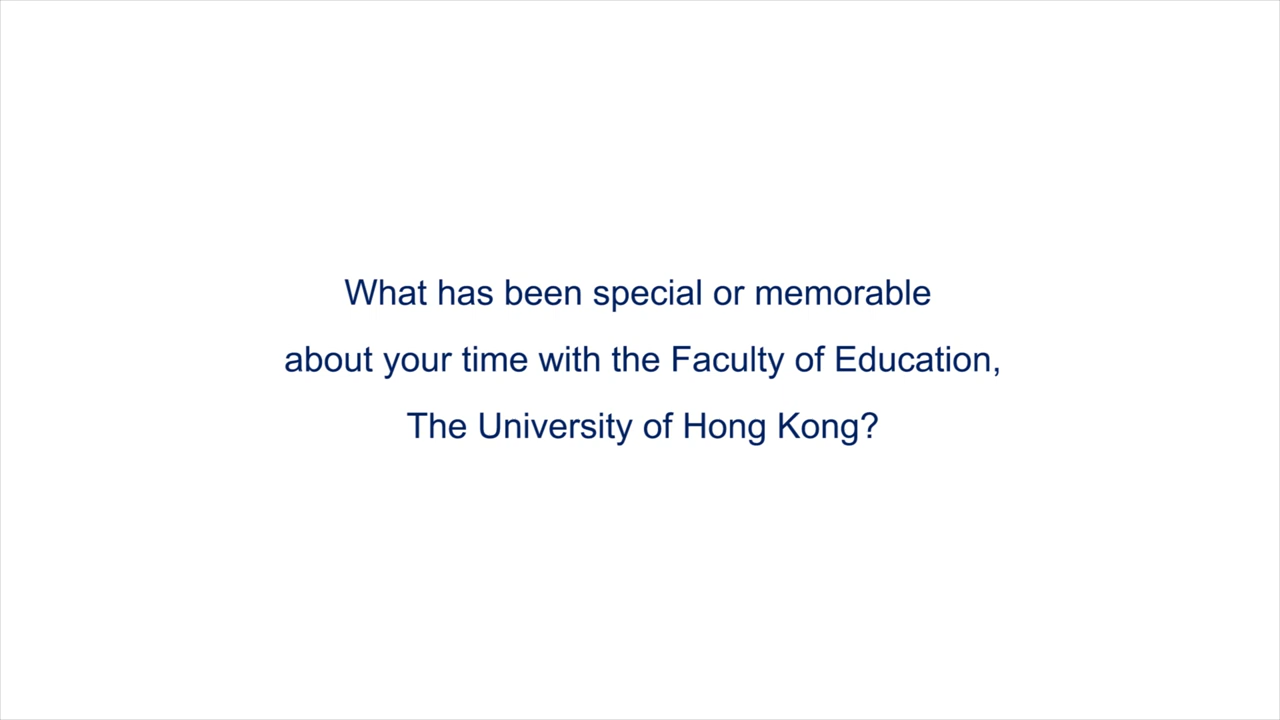 What has been special or memorable
about your time with the Faculty of Education,
The University of Hong Kong?